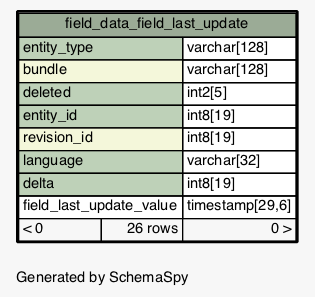 field_data_field_last_update
entity_type varchar[128]
bundle varchar[128]
deleted int2[5]
entity_id int8[19]
revision_id int8[19]
language varchar[32]
delta int8[19]
field_last_update_value timestamp[29,6]
< 0 26 rows 0 >
Generated by SchemaSpy